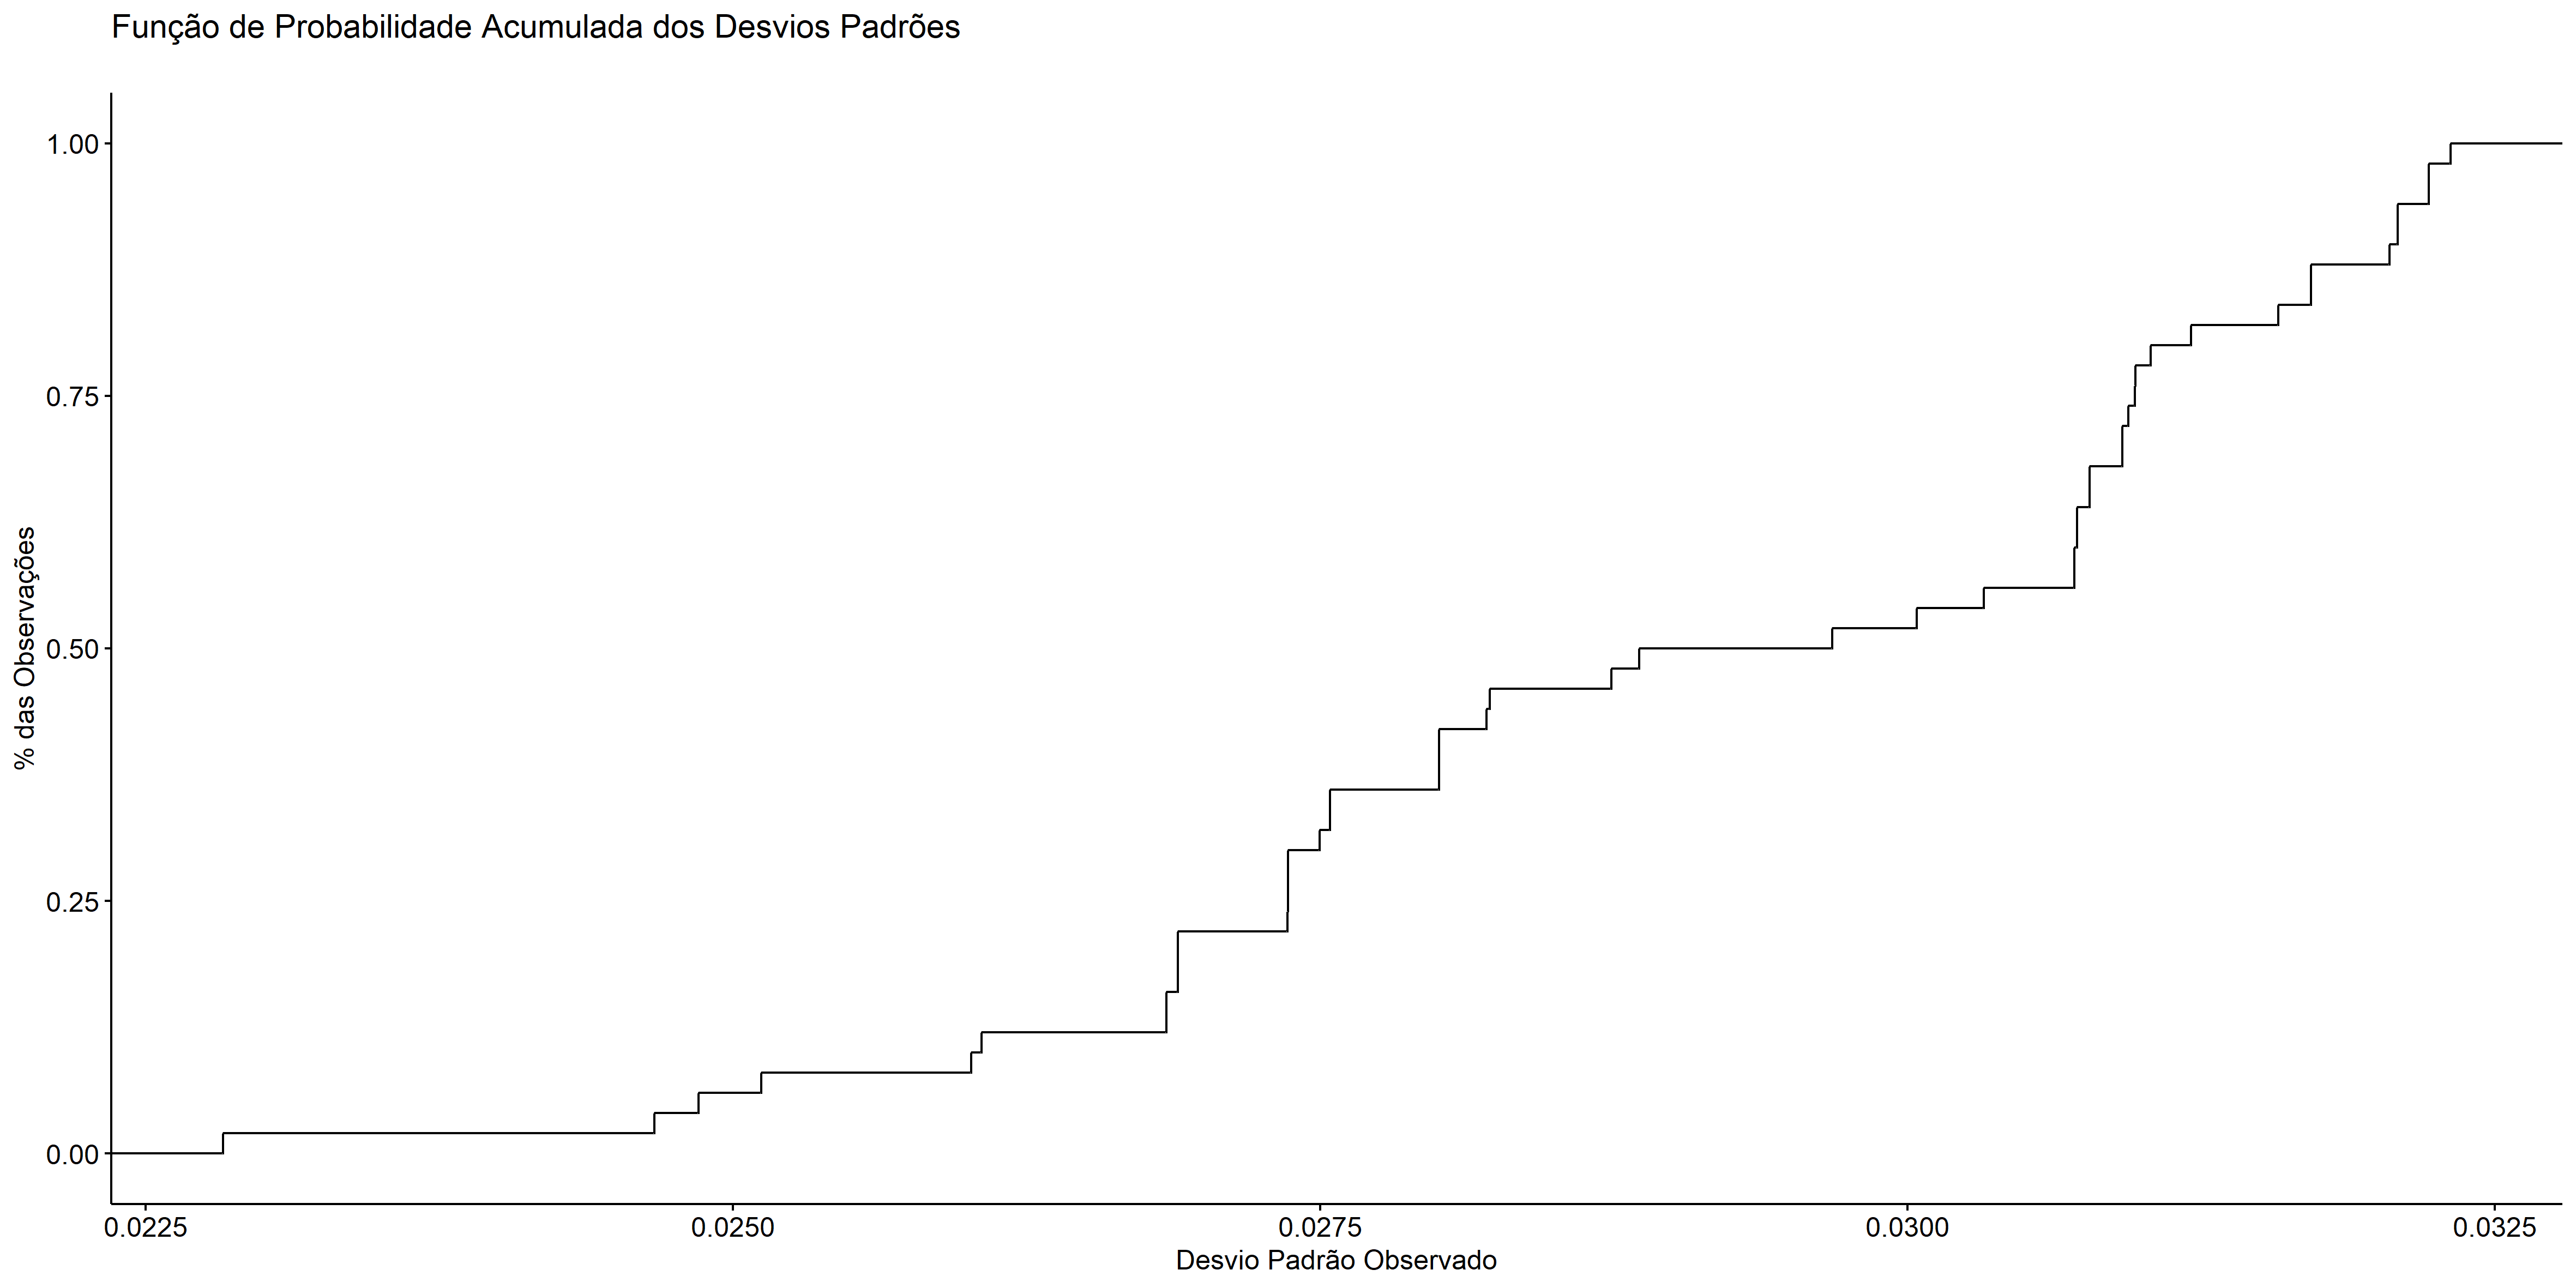 Função de Probabilidade Acumulada dos Desvios Padrões
1.00
0.75
0.50
0.25
0.00
% das Observações
0.0225 0.0250 0.0275 0.0300 0.0325
Desvio Padrão Observado